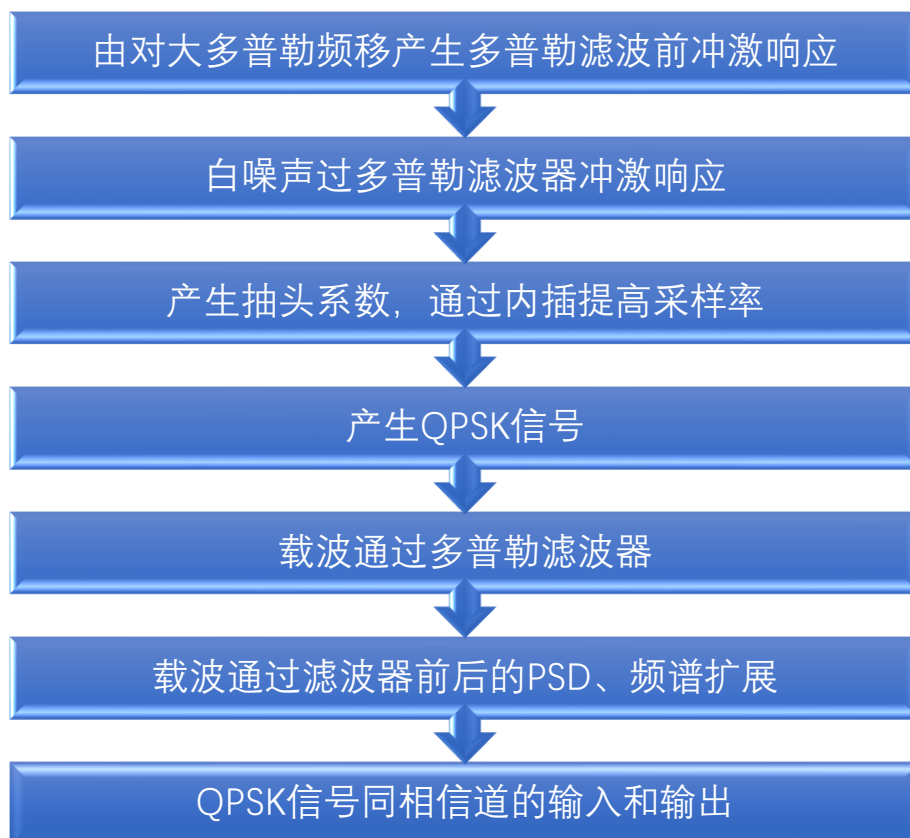 由对大多普勒频移产生多普勒滤波前冲激响应
白噪声过多普勒滤波器冲激响应
产生抽头系数，通过内插提高采样率
产生QPSK信号
载波通过多普勒滤波器
载波通过滤波器前后的PSD、频谱扩展
QPSK信号同相信道的输入和输出